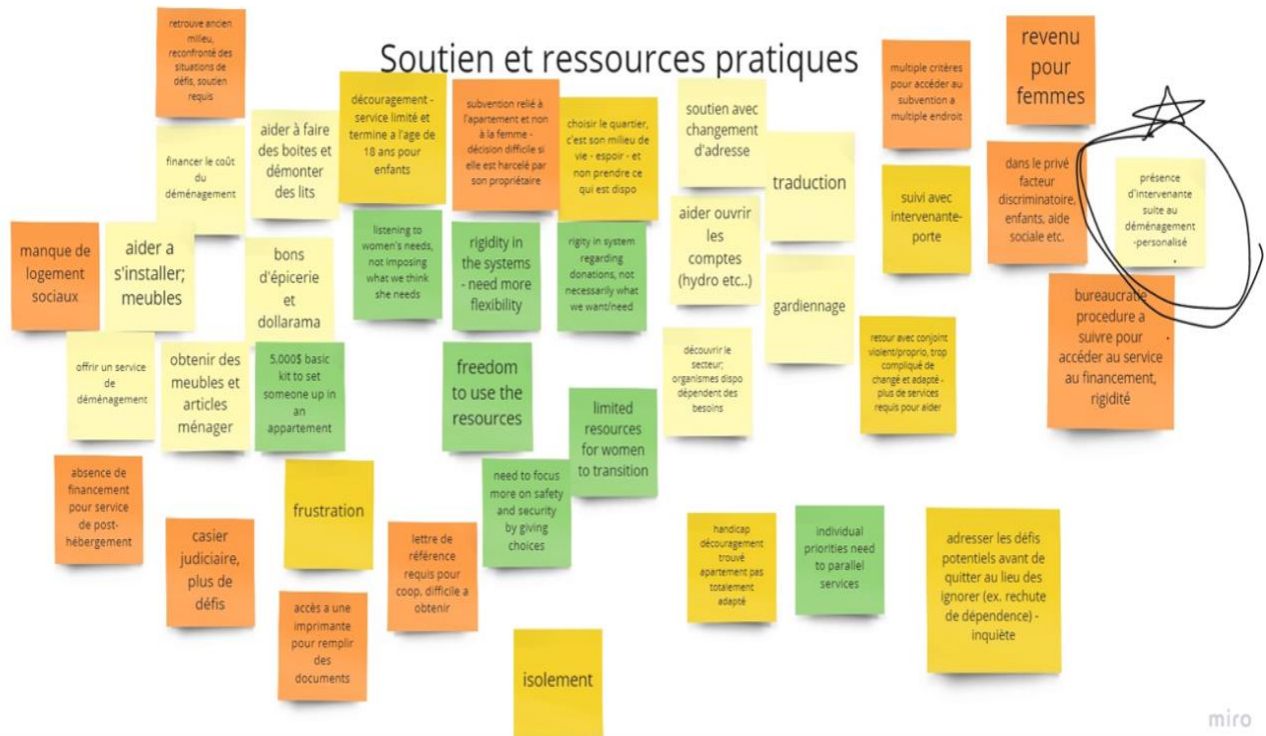 Soutien et ressources pratiques
retrouve ancien
milieu,
reconfronté des
situations de
défis, soutien
requis
financer le coût
du
déménagement
aider à faire
des boites et
démonter
des lits
découragement -
service limité et
termine a l'age de
18 ans pour
enfants
subvention relié à
l'apartement et non
à la femme -
décision difficile si
elle est harcelé par
son propriétaire
choisir le quartier,
c'est son milieu de
vie - espoir - et
non prendre ce
qui est dispo
soutien avec
changement
d'adresse
traduction
multiple critères
pour accéder au
subvention a
multiple endroit
revenu
pour
femmes
suivi avec
intervenante-
porte
dans le privé
facteur
discriminatoire,
enfants, aide
sociale etc.
présence
d'intervenante
suite au
déménagement
-personalisé
manque de
logement
sociaux
aider a
s'installer;
meubles
bons
d'épicerie
et
dollarama
listening to
women's needs,
not imposing
what we think
she needs
rigidity in
the systems
- need more
flexibility
rigity in system
regarding
donations, not
necessarily what
we want/need
aider ouvrir
les
comptes
(hydro etc..)
gardiennage
bureaucratie
procedure a
suivre pour
accéder au service
au financement,
rigidité
offrir un service
de
déménagement
obtenir des
meubles et
articles
ménager
5,000$ basic
kit to set
someone up in
an
appartement
freedom
to use the
resources
limited
resources
for women
to transition
découvrir le
secteur;
organismes dispo
dépendent des
besoins
retour avec conjoint
violent/proprio, trop
compliqué de
changé et adapté -
plus de services
requis pour aider
absence de
financement
pour service
de post-
hébergement
casier
judiciaire,
plus de
défis
frustration
accès a une
imprimante
pour remplir
des
documents
lettre de
référence
requis pour
coop, difficile a
obtenir
need to focus
more on safety
and security
by giving
choices
isolement
handicap
découragement
trouvé
apartement pas
totalement
adapté
individual
priorities need
to parallel
services
adresser les défis
potentiels avant de
quitter au lieu des
ignorer (ex. rechute
de dépendence) -
inquiète
miro